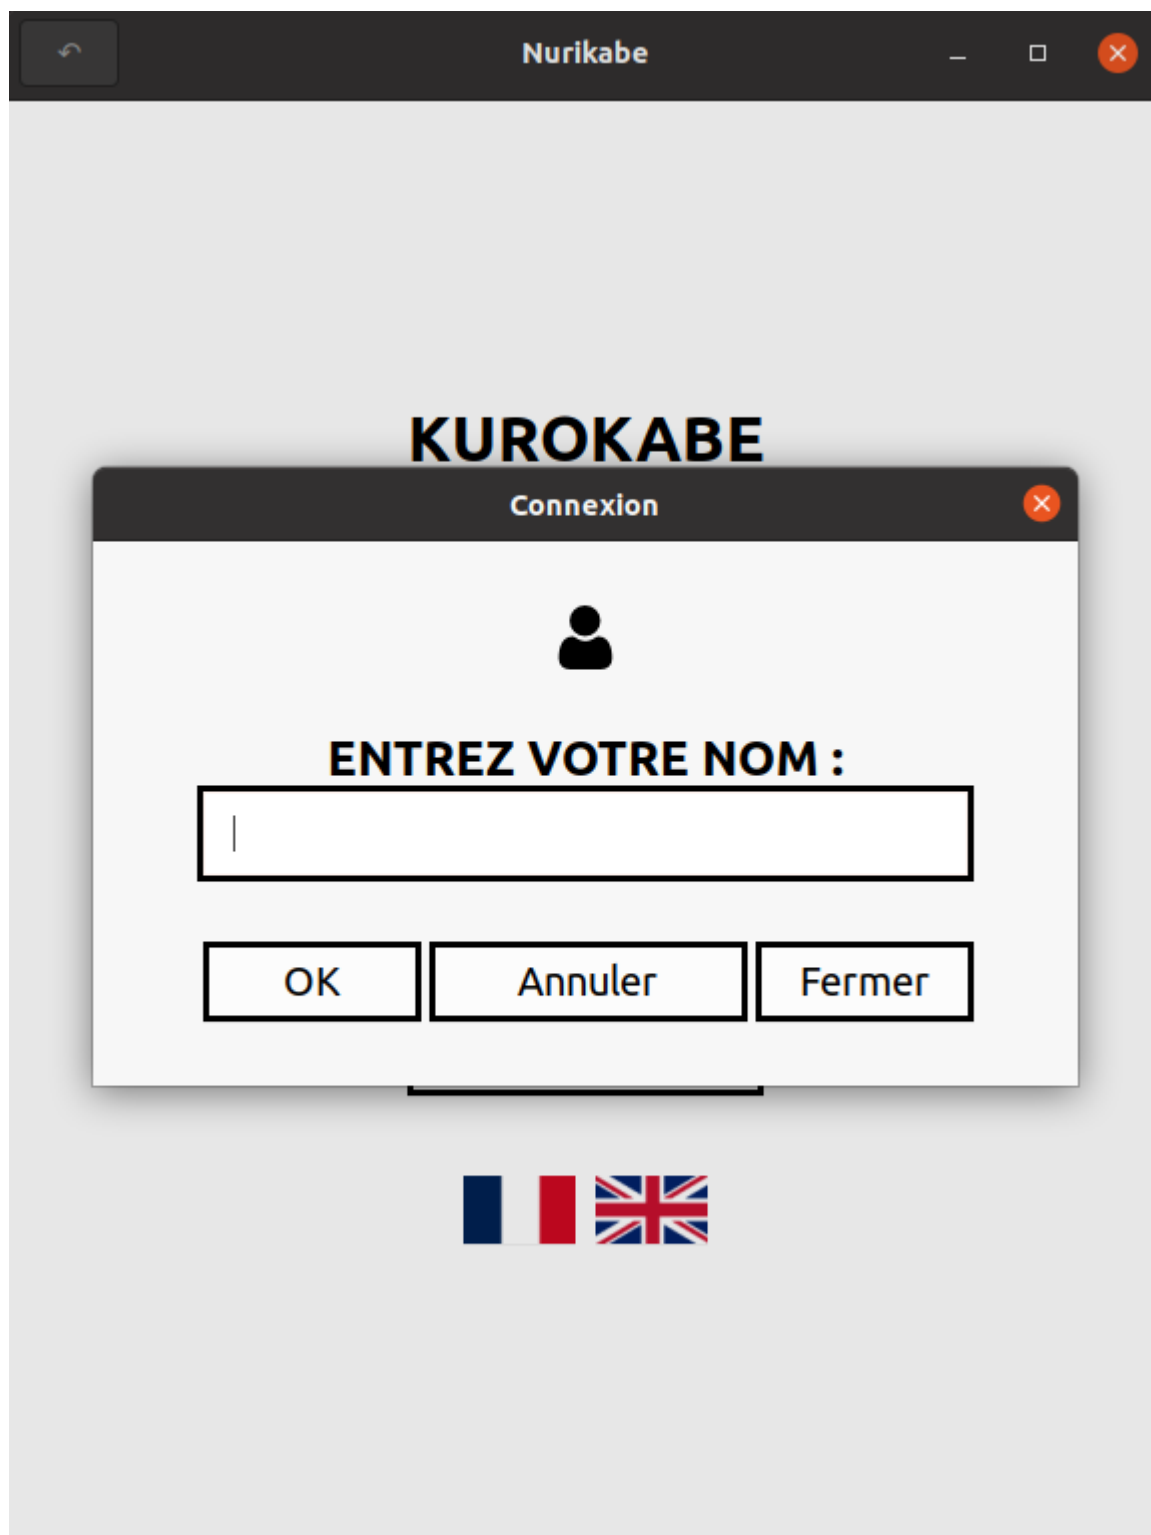 Nurikabe
KUROKABE
Connexion
ENTREZ VOTRE NOM :
OK Annuler Fermer